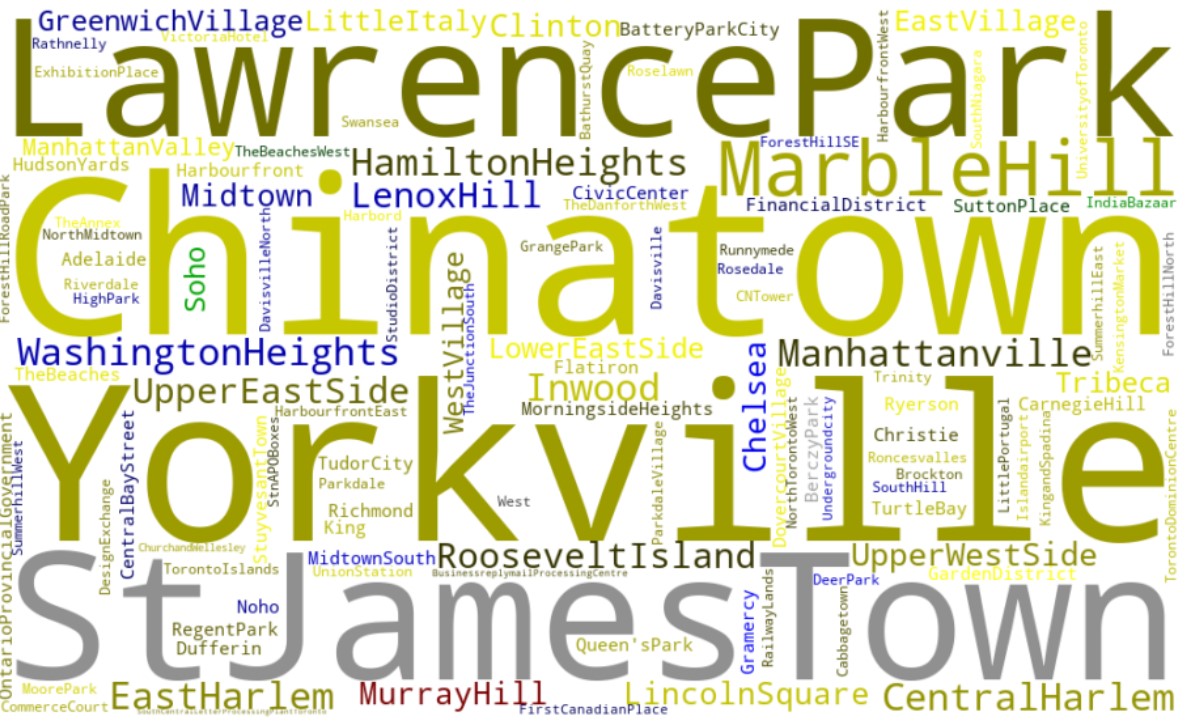 GreenwichVillage
LittleItaly
Clinton
BatteryParkCity
EastVillage
Rathnelly
VictoriaHotel
LawrencePark
ExhibitionPlace
Swansea
BathurstQuay
Roselawn
HarbourfrontWest
SouthNiagara
UniversityofToronto
ManhattanValley
TheBeachesWest
HamiltonHeights
ForestHillSE
MarbleHill
HudsonYards
Harbourfront
Midtown
LenoxHill
CivicCenter
TheDanforthWest
FinancialDistrict
SuttonPlace
IndiaBazaar
ForestHillRoadPark
Chinatown
TheAnnex
NorthMidtown
Adelaide
Riverdale
HighPark
Soho
DavisvilleNorth
Harbord
StudioDistrict
WestVillage
TheJunctionSouth
GrangePark
Davisville
Runnymede
Rosedale
CNTower
SummerhillEast
KensingtonMarket
ForestHillNorth
WashingtonHeights
LowerEastSide
Manhattanville
TheBeaches
UpperEastSide
Flatiron
Inwood
Chelsea
Trinity
Tribeca
Yorkville
HarbourfrontEast
MorningsideHeights
DovercourtVillage
NorthTorontoWest
BerczyPark
Undergroundcity
Ryerson
CarnegieHill
OntarioProvincialGovernment
SummerhillWest
CentralBayStreet
DesignExchange
StuyvesantTown
StnAPOBoxes
TudorCity
Parkdale
Richmond
King
West
ParkdaleVillage
Christie
Roncesvalles
Brockton
SouthHill
TurtleBay
LittlePortugal
Islandairport
KingandSpadina
TorontoDominionCentre
ChurchandWellesley
TorontoIslands
MidtownSouth
UnionStation
RooseveltIsland
BusinessreplymailProcessingCentre
UpperWestSide
DeerPark
GardenDistrict
StJamesTown
Noho
RegentPark
Dufferin
Queen'sPark
Gramercy
RailwayLands
Cabbagetown
MoorePark
CommerceCourt
EastHarlem
SouthCentralLetterProcessingPlantToronto
MurrayHill
FirstCanadianPlace
LincolnSquare
CentralHarlem